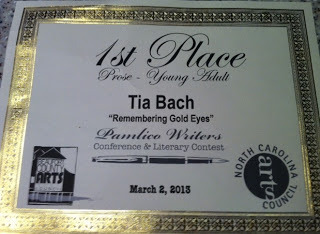 1st Place
Prose - Young Adult
Tia Bach
"Remembering Gold Eyes"
Pamlico Writers
Conference & Literary Contest
March 2, 2013
ARTS
NORTH CAROLINA
arts
COUNCIL